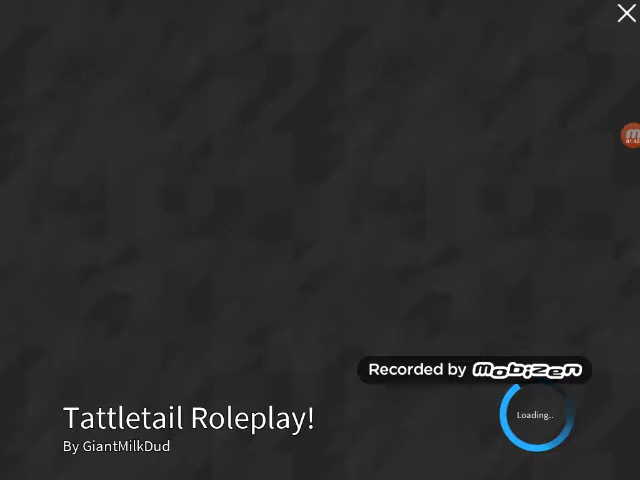 Recorded by Mobizen
Loading..
Tattletail Roleplay!
By GiantMilkDud